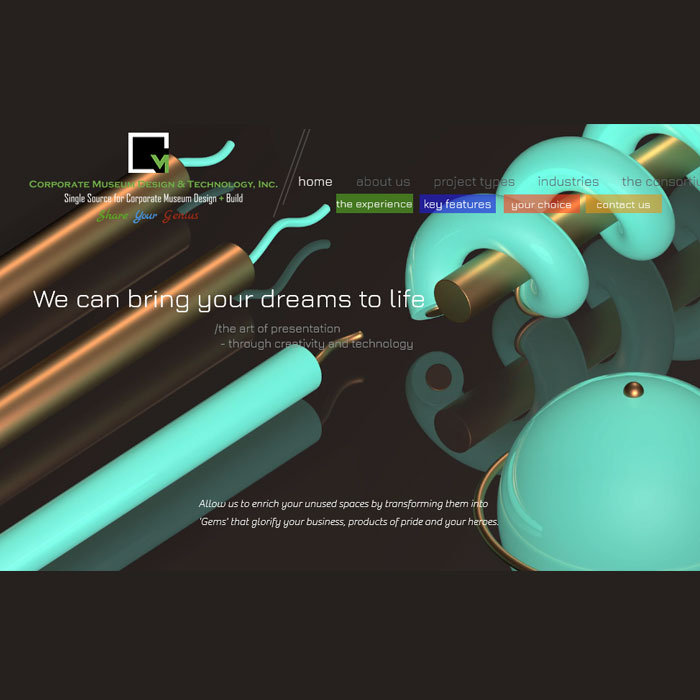 Corporate Museum Design & Technology, Inc.
Single Source for Corporate Museum Design + Build
Share Your Genius
home about us project types industries the consortiu
the experience key features your choice contact us
We can bring your dreams to life
/the art of presentation
- through creativity and technology
Allow us to enrich your unused spaces by transforming them into
'Gems' that glorify your business, products of pride and your heroes.